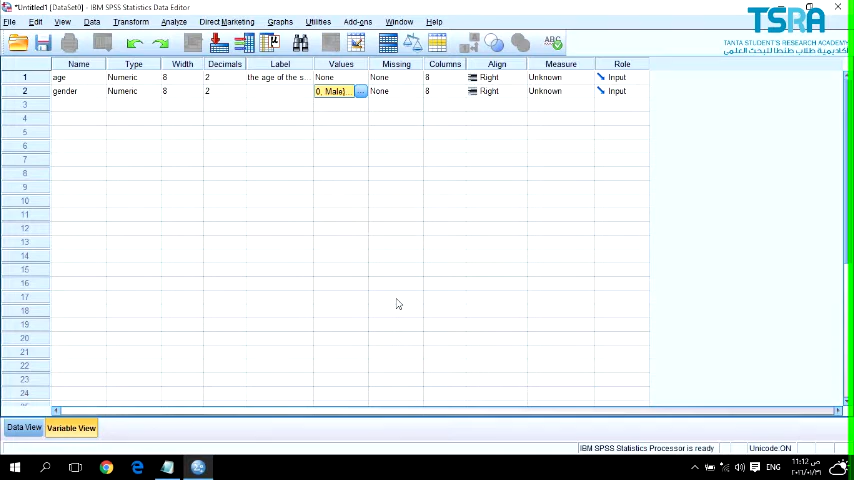 *Untitled1 [DataSet0] - IBM SPSS Statistics Data Editor
File Edit View Data Transform Analyze Direct Marketing Graphs Utilities Add-ons Window Help
TSRA
TANTA STUDENT'S RESEARCH ACADEMY
أكاديمية طلاب طنطا للبحث العلمى
Name Type Width Decimals Label Values Missing Columns Align Measure Role
1 age Numeric 8 2 the age of the s... None None 8 Right Unknown Input
2 gender Numeric 8 2 0, Male}... ... None 8 Right Unknown Input
3
4
5
6
7
8
9
10
11
12
13
14
15
16
17
18
19
20
21
22
23
24
Data View Variable View
IBM SPSS Statistics Processor is ready Unicode:ON
ENG
11:12 ص